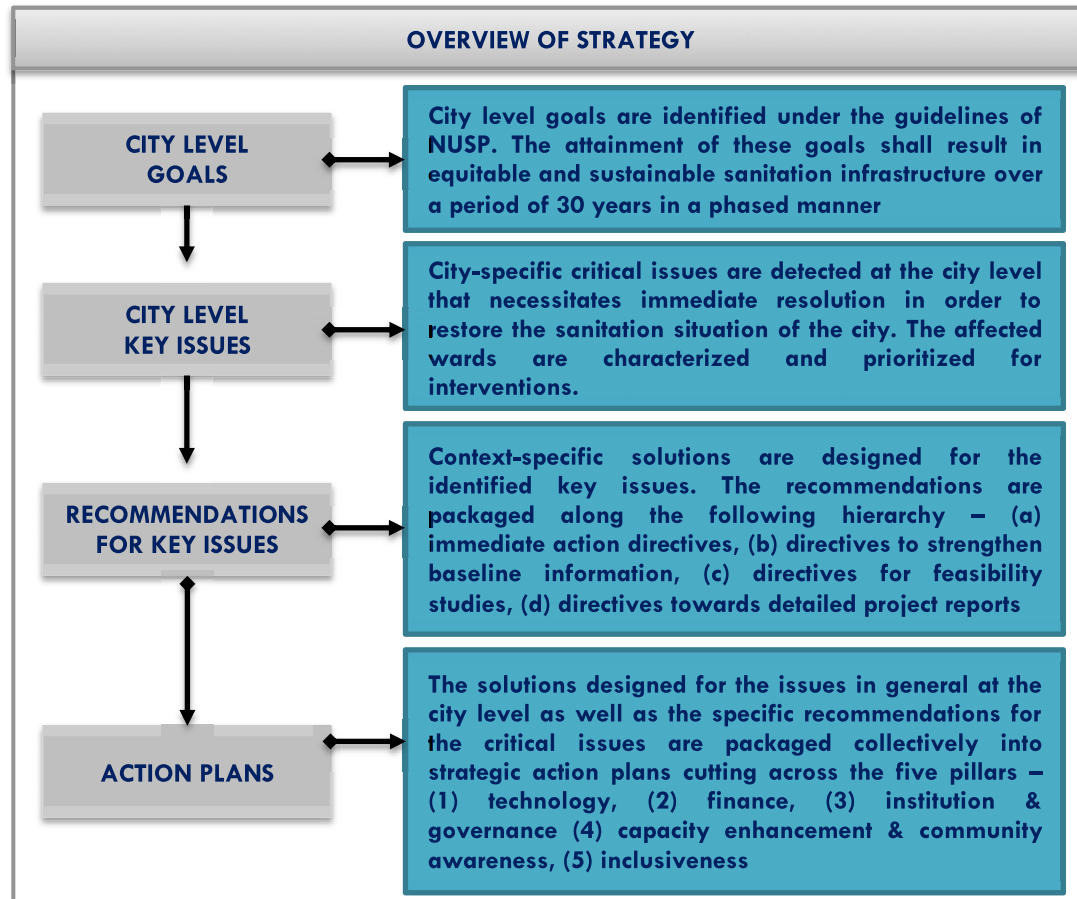 OVERVIEW OF STRATEGY
CITY LEVEL
GOALS
City level goals are identified under the guidelines of
NUSP. The attainment of these goals shall result in
equitable and sustainable sanitation infrastructure over
a period of 30 years in a phased manner
CITY LEVEL
KEY ISSUES
City-specific critical issues are detected at the city level
that necessitates immediate resolution in order to
restore the sanitation situation of the city. The affected
wards are characterized and prioritized for
interventions.
RECOMMENDATIONS
FOR KEY ISSUES
Context-specific solutions are designed for the
identified key issues. The recommendations are
packaged along the following hierarchy – (a)
immediate action directives, (b) directives to strengthen
baseline information, (c) directives for feasibility
studies, (d) directives towards detailed project reports
ACTION PLANS
The solutions designed for the issues in general at the
city level as well as the specific recommendations for
the critical issues are packaged collectively into
strategic action plans cutting across the five pillars –
(1) technology, (2) finance, (3) institution &
governance (4) capacity enhancement & community
awareness, (5) inclusiveness